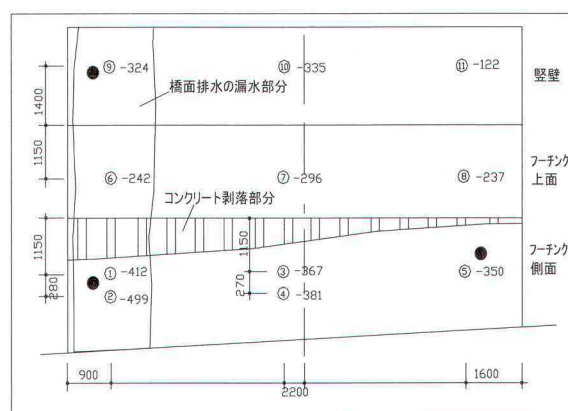 ⑨ -324
⑩ -335
⑪ -122
竪壁
橋面排水の漏水部分
1400
1150
⑥ -242
⑦ -296
⑧ -237
フーチング
上面
コンクリート剥落部分
1150
1150
フーチング
側面
① -412
③ -367
⑤ -350
280
② -499
270
④ -381
900
2200
1600